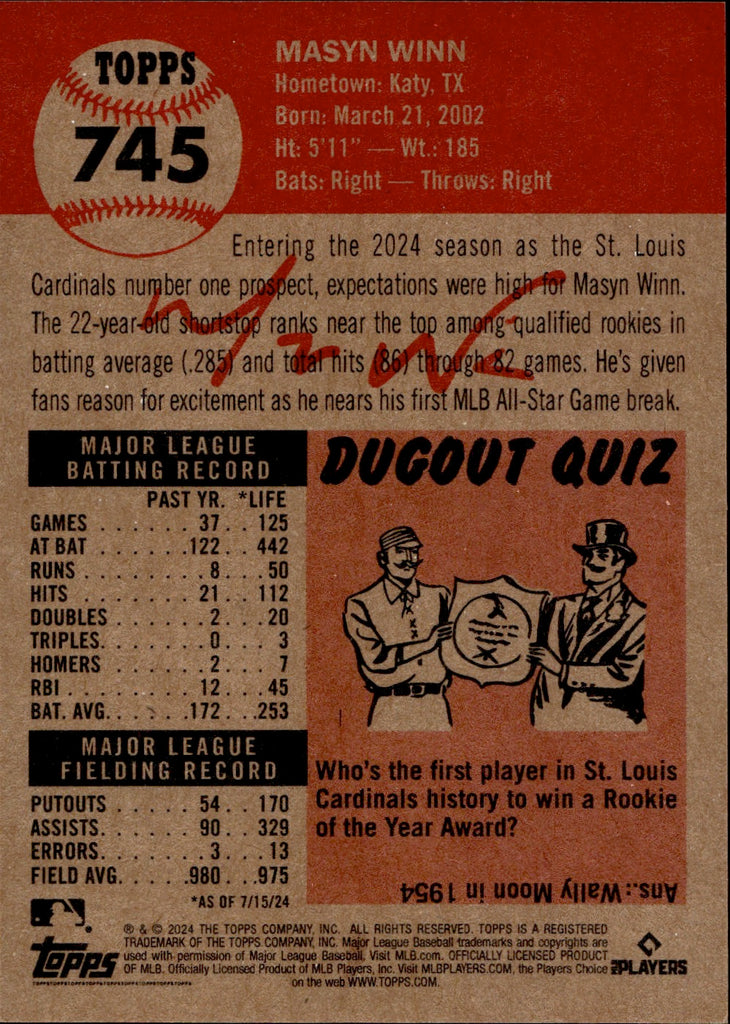 TOPPS
745
MASYN WINN
Hometown: Katy, TX
Born: March 21, 2002
Ht: 5'11" — Wt.: 185
Bats: Right — Throws: Right
Entering the 2024 season as the St. Louis
Cardinals number one prospect, expectations were high for Masyn Winn.
The 22-year-old shortstop ranks near the top among qualified rookies in
batting average (.285) and total hits (86) through 82 games. He's given
fans reason for excitement as he nears his first MLB All-Star Game break.
MAJOR LEAGUE
BATTING RECORD
PAST YR. *LIFE
GAMES . . . . . . 37 . . 125
AT BAT . . . . . .122 . . 442
RUNS . . . . . . . 8 . . . 50
HITS . . . . . . . 21 . . 112
DOUBLES . . . . . 2 . . . 20
TRIPLES. . . . . . 0 . . . 3
HOMERS . . . . . 2 . . . 7
RBI . . . . . . . 12 . . . 45
BAT. AVG. . . . .172 . . .253
MAJOR LEAGUE
FIELDING RECORD
PUTOUTS . . . . . 54 . . 170
ASSISTS. . . . . . 90 . . 329
ERRORS. . . . . . 3 . . . 13
FIELD AVG. . . . .980 . . .975
*AS OF 7/15/24
DUGOUT QUIZ
Who's the first player in St. Louis
Cardinals history to win a Rookie
of the Year Award?
Ans.: Wally Moon in 1954
® & © 2024 THE TOPPS COMPANY, INC. ALL RIGHTS RESERVED. TOPPS IS A REGISTERED
TRADEMARK OF THE TOPPS COMPANY, INC. Major League Baseball trademarks and copyrights are
used with permission of Major League Baseball. Visit MLB.com. OFFICIALLY LICENSED PRODUCT
OF MLB. Officially Licensed Product of MLB Players, Inc. Visit MLBPLAYERS.COM, the Players Choice
on the web WWW.TOPPS.COM.
Topps
MLB PLAYERS